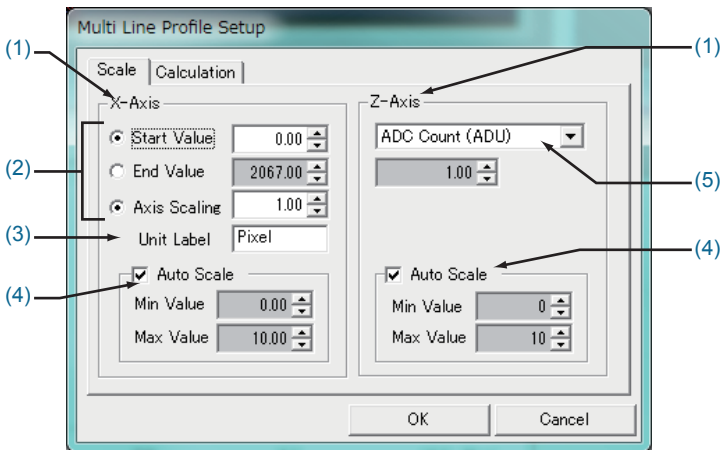 Multi Line Profile Setup
(1)
(1)
Scale
Calculation
X-Axis
Z-Axis
(2)
Start Value
0.00
ADC Count (ADU)
End Value
2067.00
1.00
(5)
Axis Scaling
1.00
(3)
Unit Label
Pixel
(4)
(4)
Auto Scale
Auto Scale
Min Value
0.00
Min Value
0
Max Value
10.00
Max Value
10
OK
Cancel